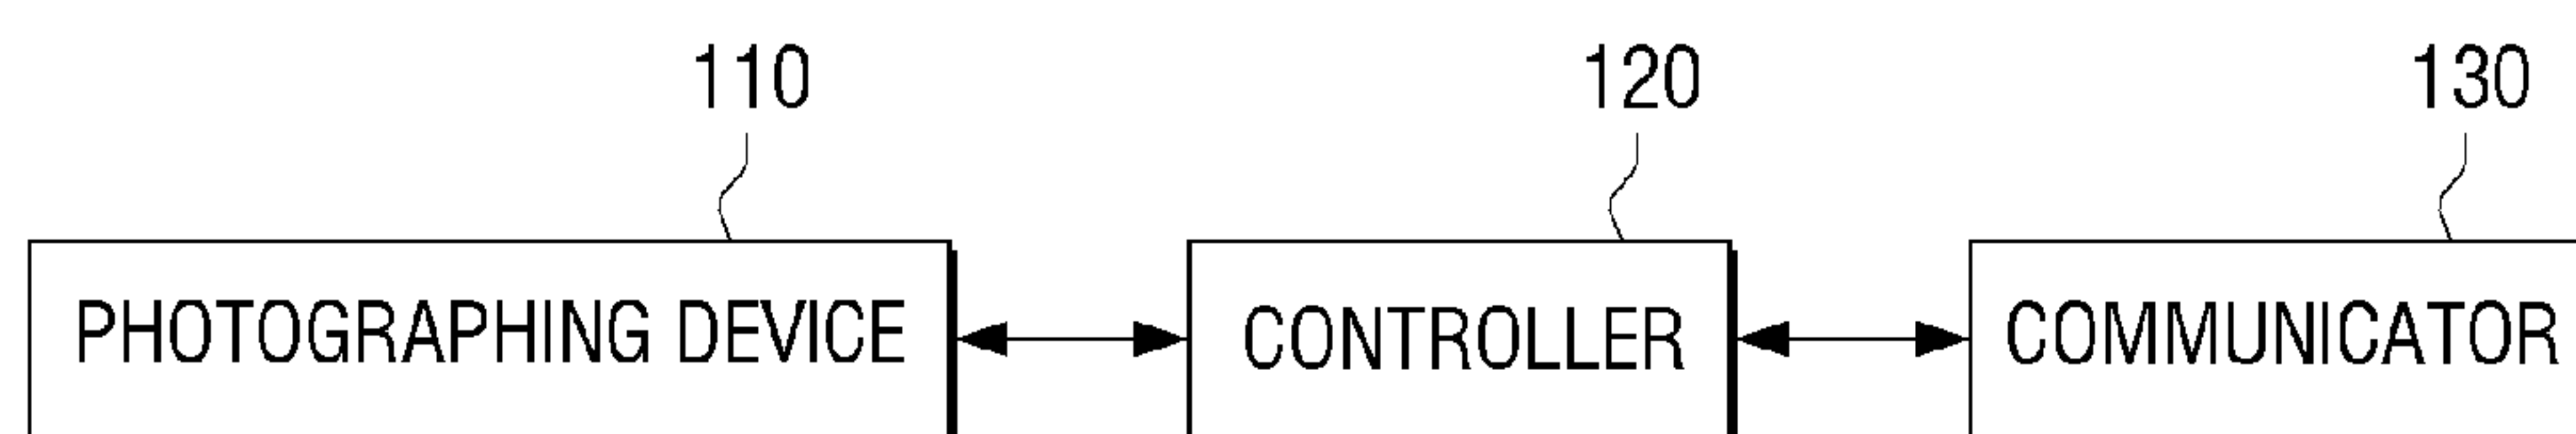 110 120 130
PHOTOGRAPHING DEVICE CONTROLLER COMMUNICATOR